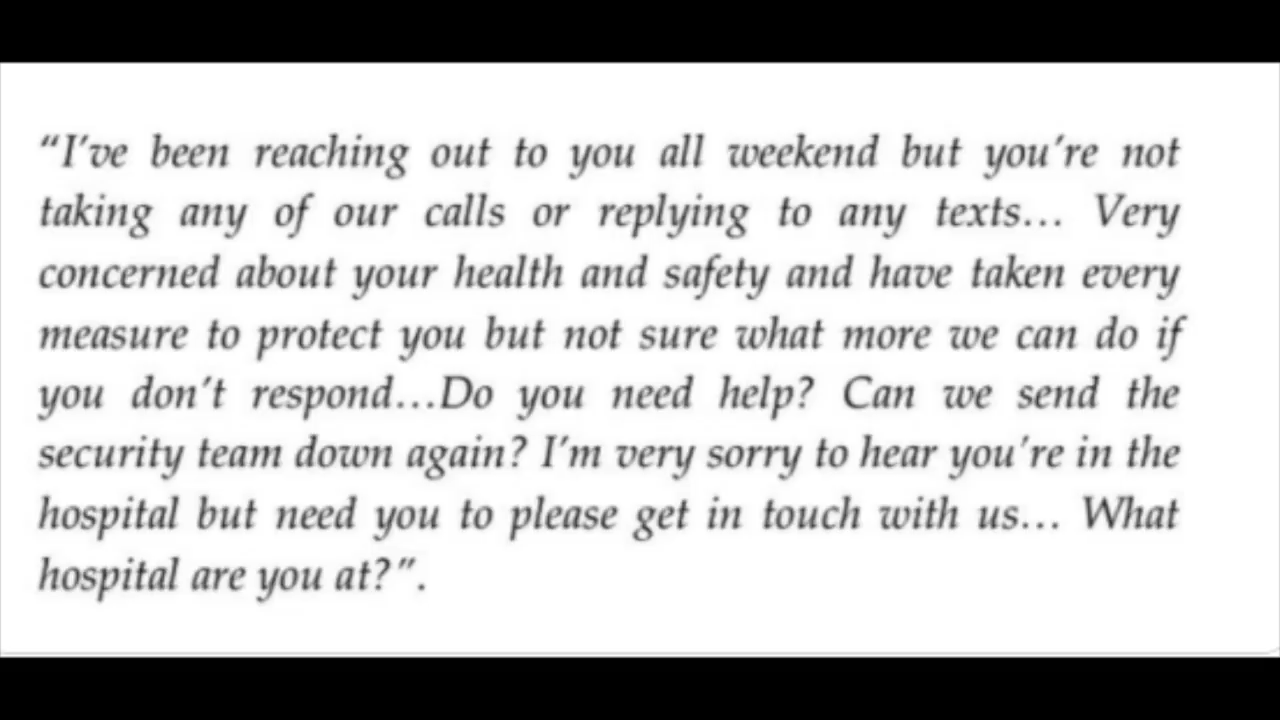 “I’ve been reaching out to you all weekend but you’re not
taking any of our calls or replying to any texts… Very
concerned about your health and safety and have taken every
measure to protect you but not sure what more we can do if
you don’t respond…Do you need help? Can we send the
security team down again? I’m very sorry to hear you’re in the
hospital but need you to please get in touch with us… What
hospital are you at?”.